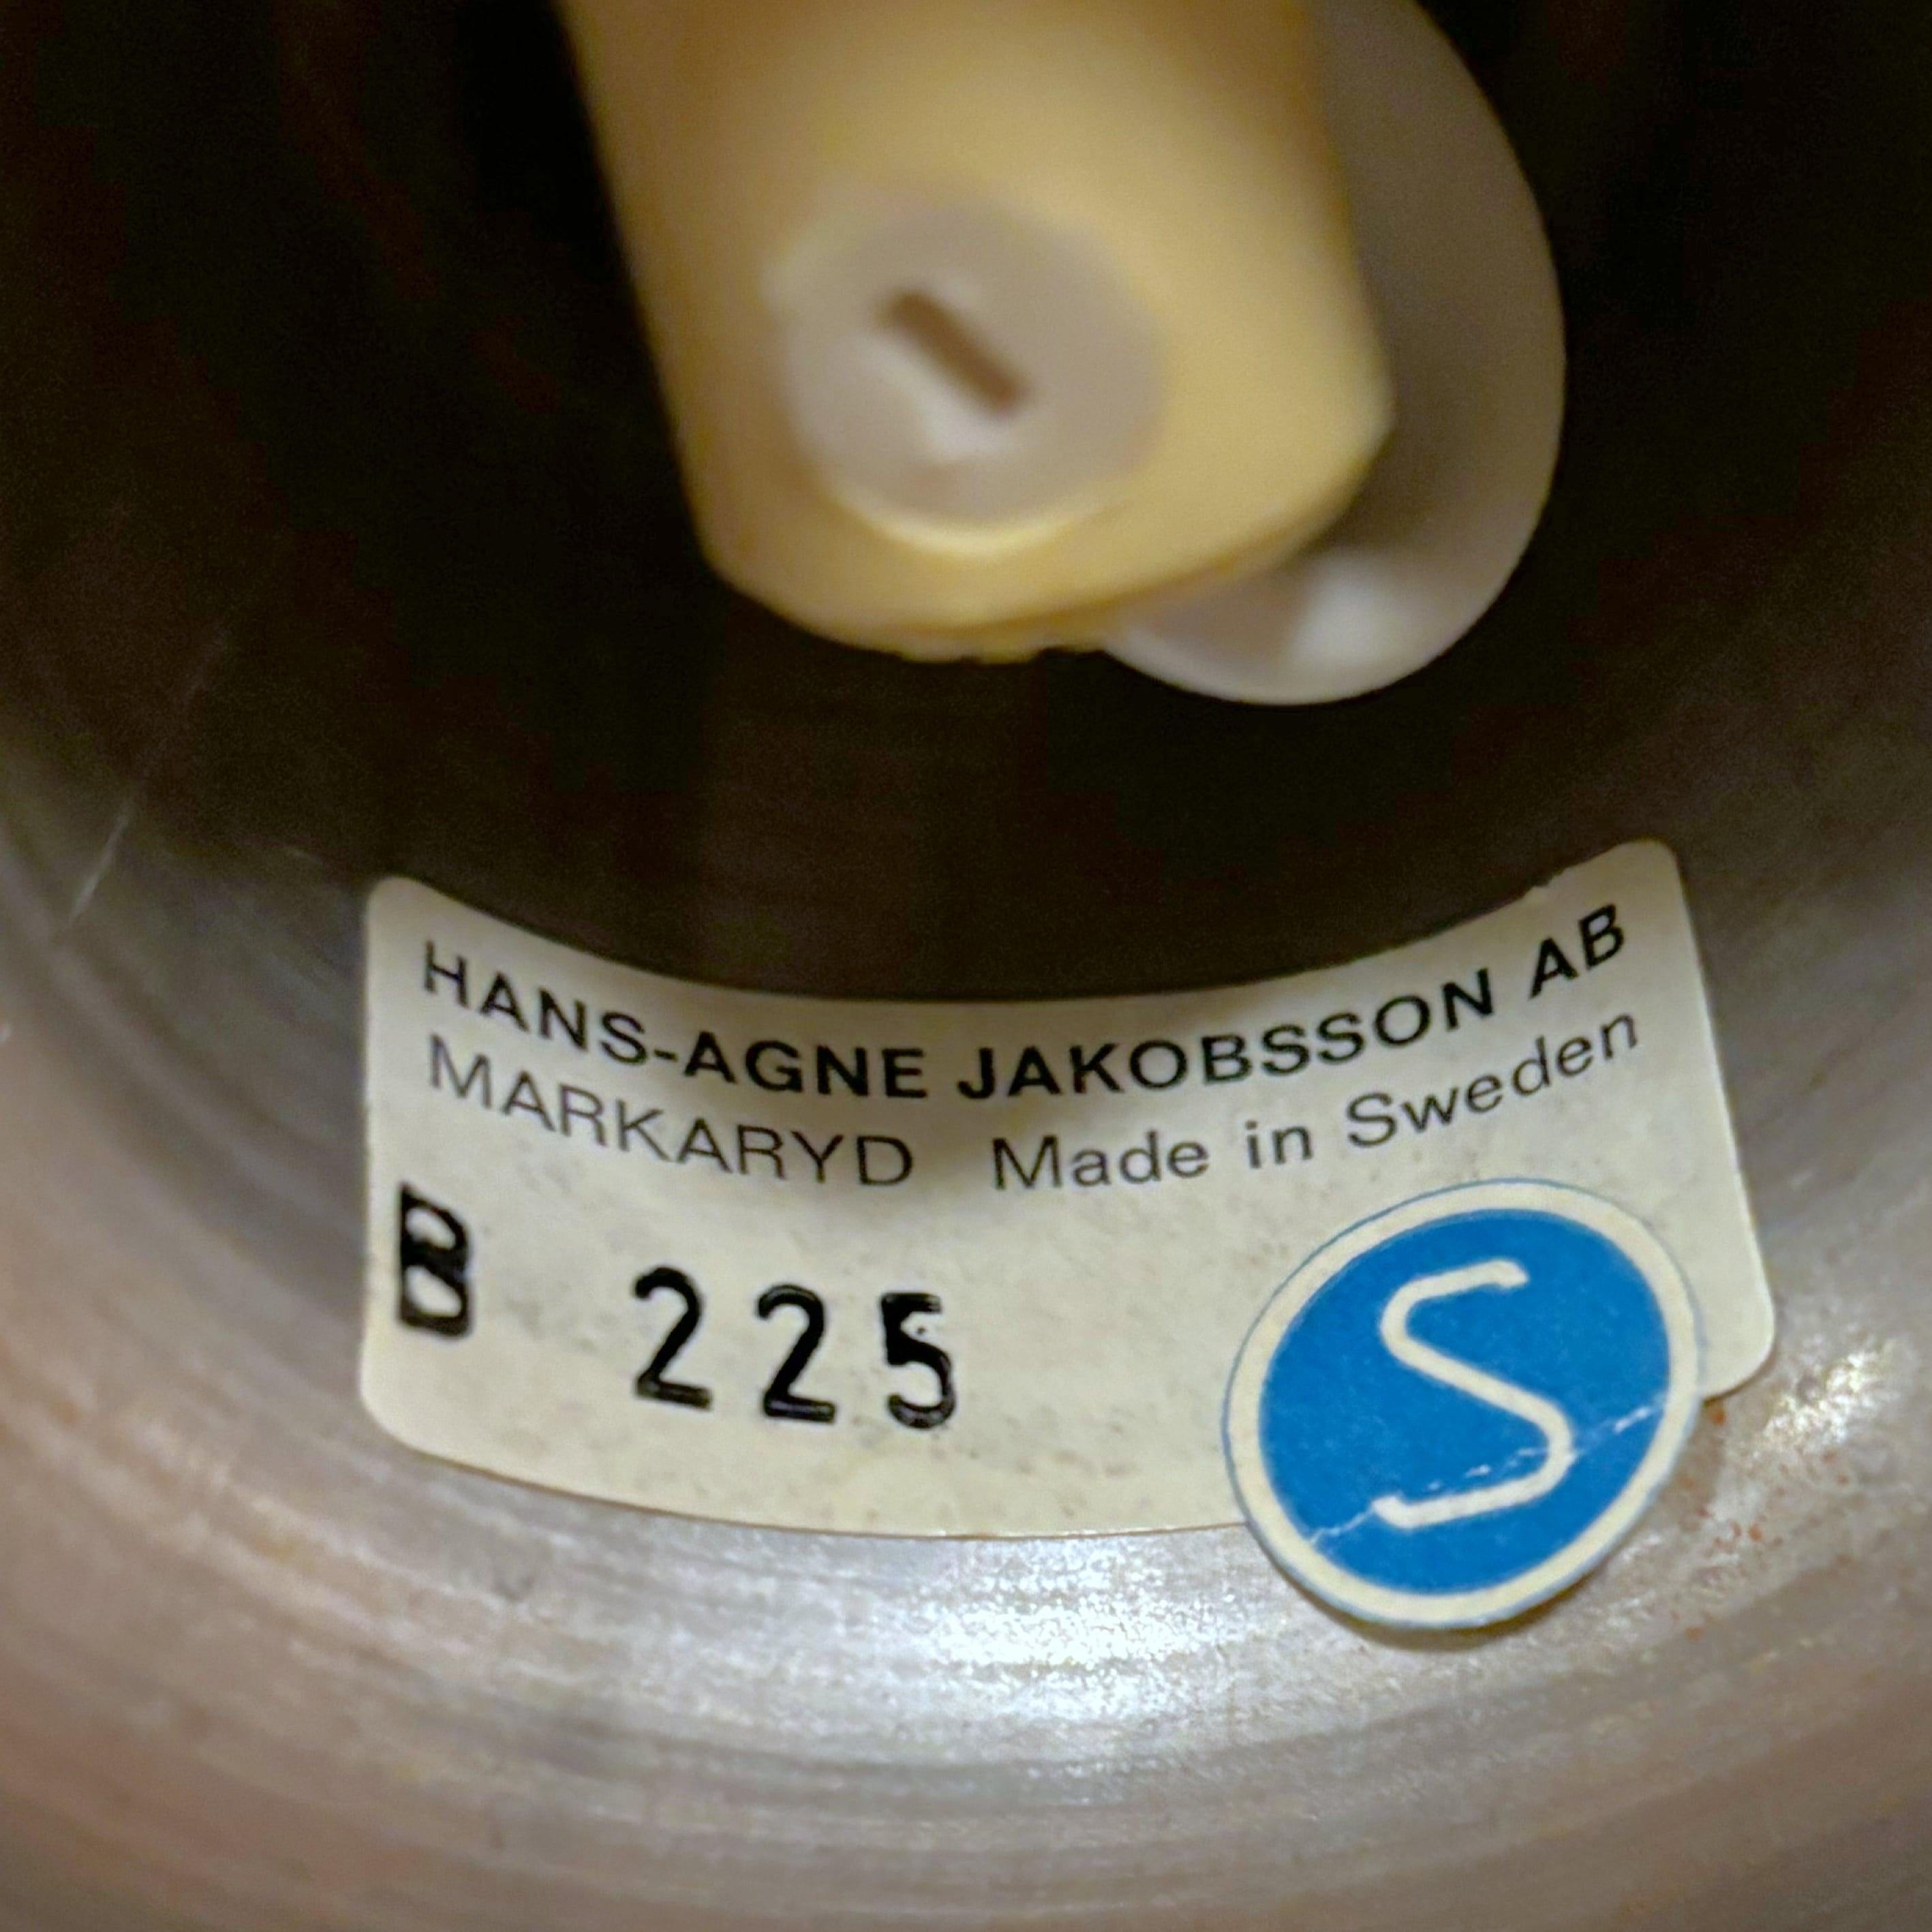 HANS-AGNE JAKOBSSON AB
MARKARYD Made in Sweden
B 225
S